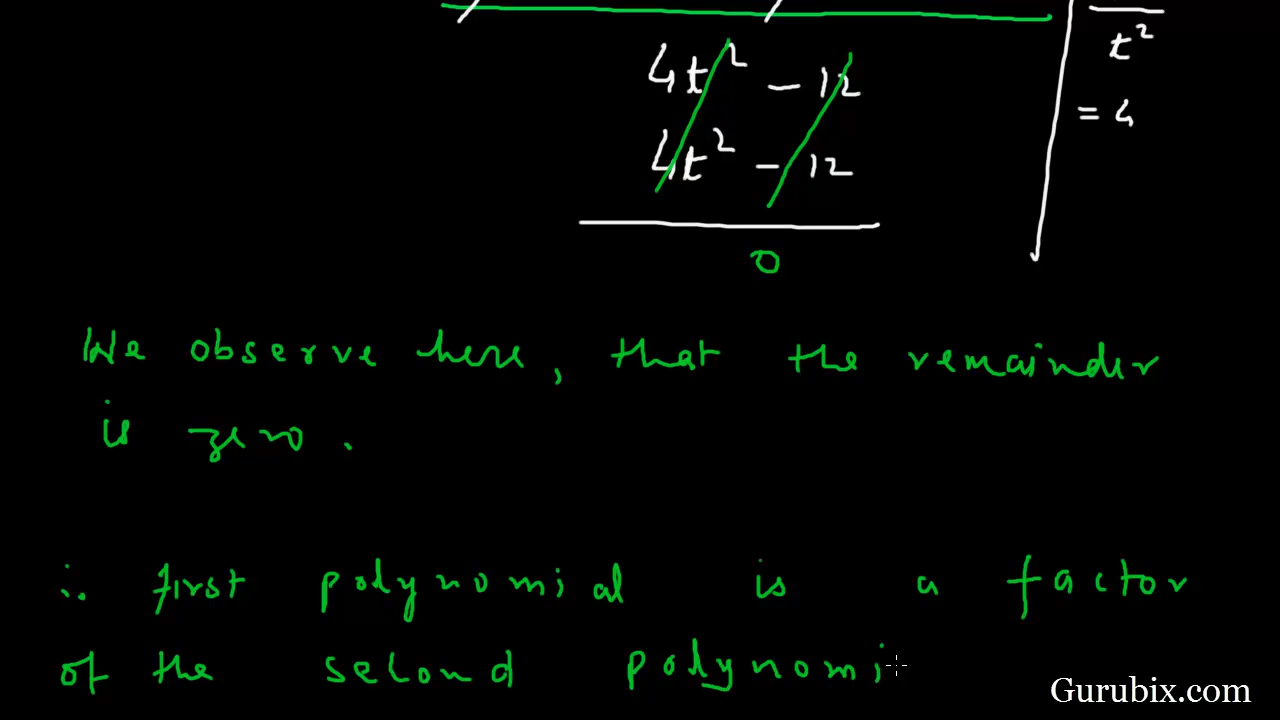 t²
4t² - 12
= 4
4t² - 12
0
We observe here, that the remainder
is zero.
∴ first polynomial is a factor
of the second polynomi
Gurubix.com